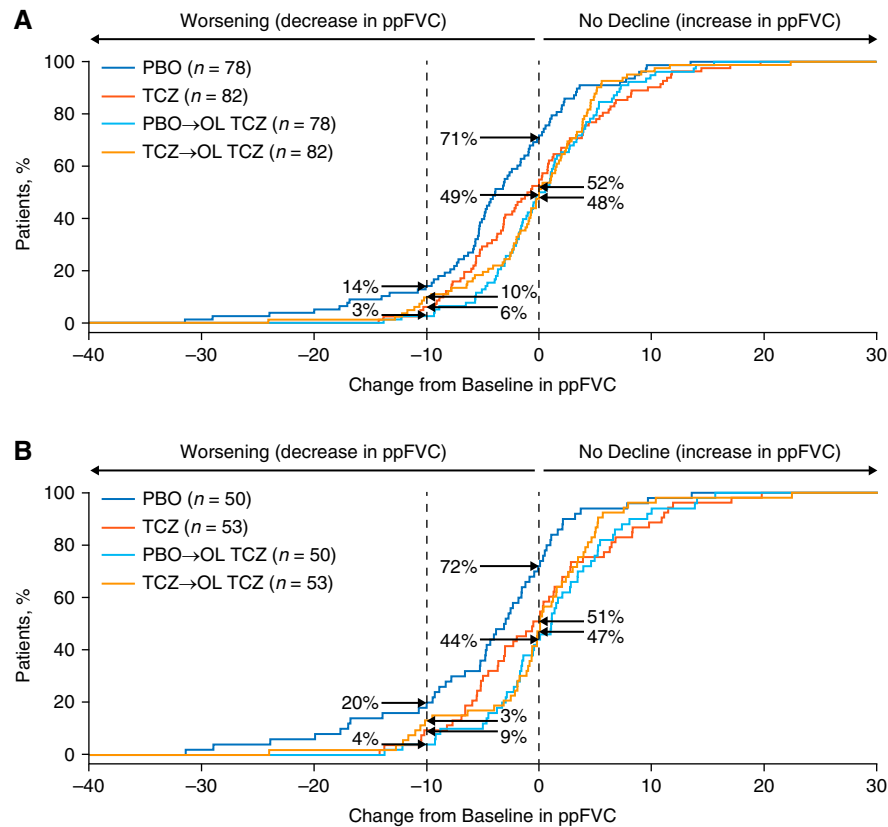 A
Worsening (decrease in ppFVC)
No Decline (increase in ppFVC)
100
80
60
40
20
0
Patients, %
PBO (n = 78)
TCZ (n = 82)
PBO→OL TCZ (n = 78)
TCZ→OL TCZ (n = 82)
71%
49%
52%
48%
14%
3%
10%
6%
–40 –30 –20 –10 0 10 20 30
Change from Baseline in ppFVC
B
Worsening (decrease in ppFVC)
No Decline (increase in ppFVC)
100
80
60
40
20
0
Patients, %
PBO (n = 50)
TCZ (n = 53)
PBO→OL TCZ (n = 50)
TCZ→OL TCZ (n = 53)
72%
44%
51%
47%
20%
4%
3%
9%
–40 –30 –20 –10 0 10 20 30
Change from Baseline in ppFVC